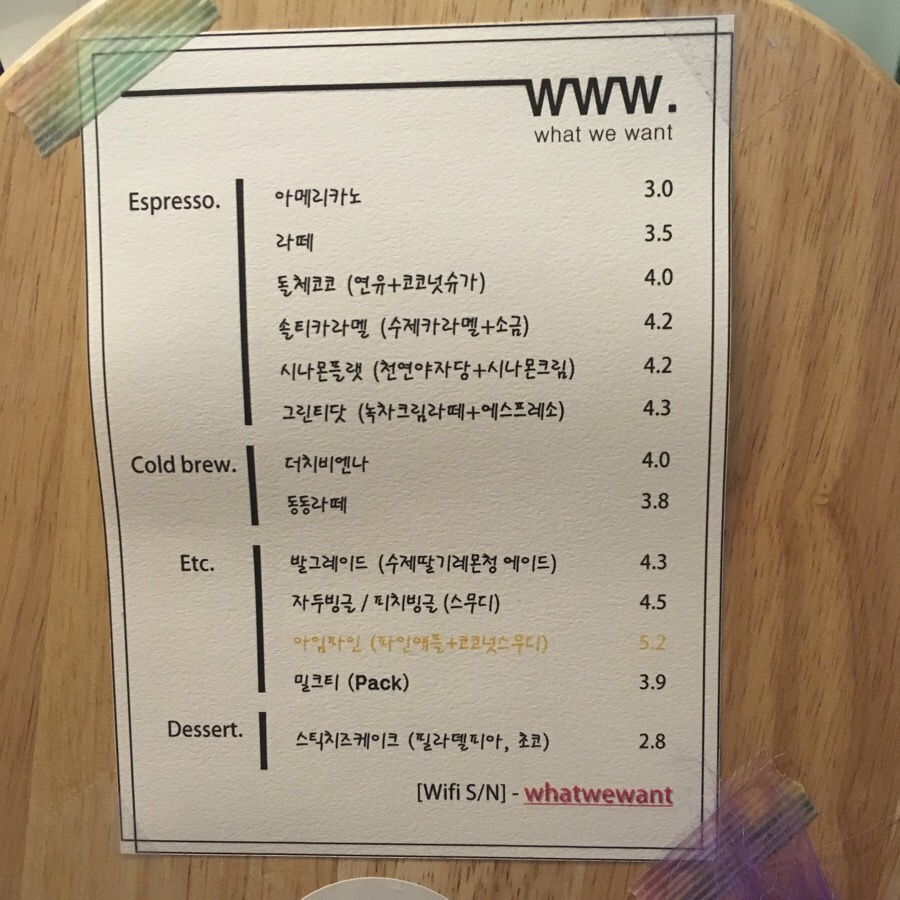 www.
what we want
Espresso. 아메리카노 3.0
라떼 3.5
돌체코코 (연유+코코넛슈가) 4.0
솔티카라멜 (수제카라멜+소금) 4.2
시나몬플랫 (천연야자당+시나몬크림) 4.2
그린티닷 (녹차크림라떼+에스프레소) 4.3
Cold brew. 더치비엔나 4.0
동동라떼 3.8
Etc. 발그레이드 (수제딸기레몬청 에이드) 4.3
자두빙글 / 피치빙글 (스무디) 4.5
아임파인 (파인애플+코코넛스무디) 5.2
밀크티 (Pack) 3.9
Dessert. 스틱치즈케이크 (필라델피아, 초코) 2.8
[Wifi S/N] - whatwewant